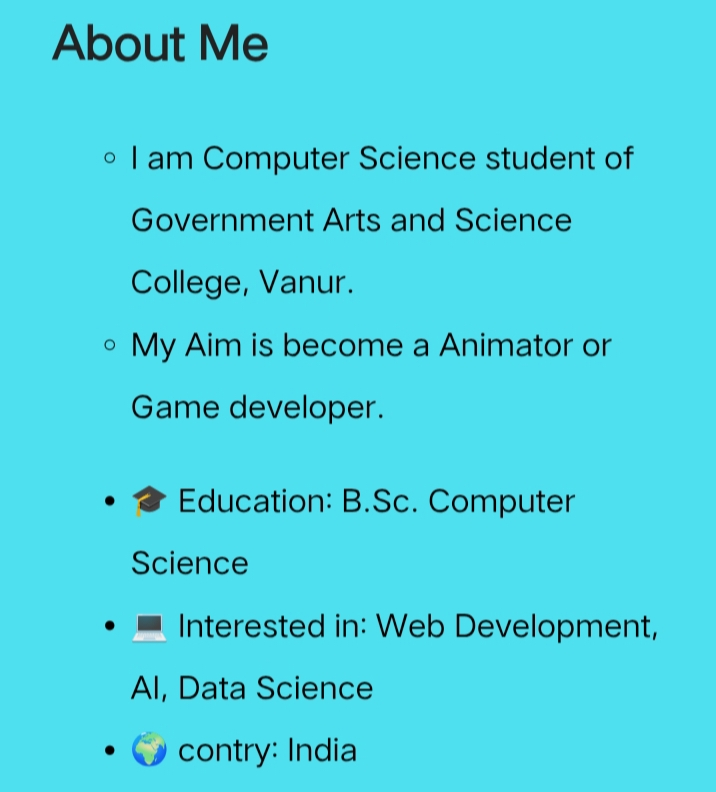 About Me
I am Computer Science student of
Government Arts and Science
College, Vanur.
My Aim is become a Animator or
Game developer.
🎓 Education: B.Sc. Computer
Science
💻 Interested in: Web Development,
AI, Data Science
🌍 contry: India